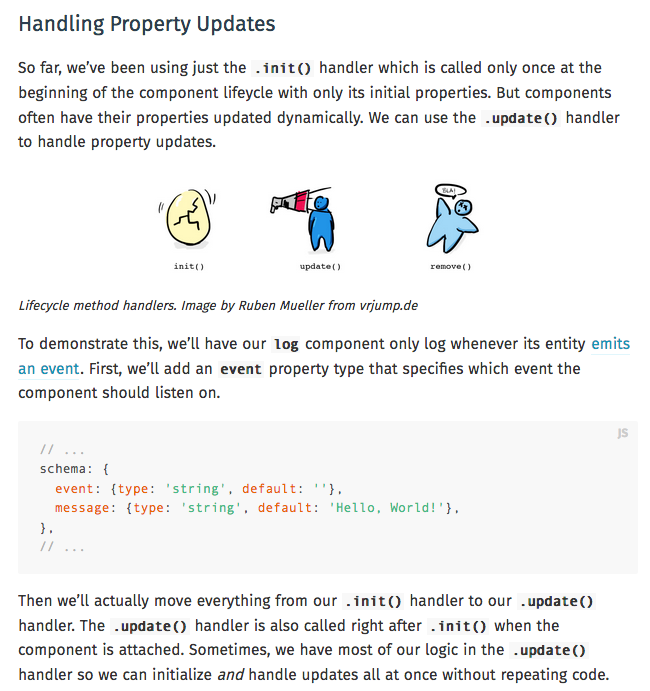 Handling Property Updates
So far, we've been using just the .init() handler which is called only once at the
beginning of the component lifeycle with only its initial properties. But components
often have their properties updated dynamically. We can use the .update() handler
to handle property updates.
BLA!
init() update() remove()
Lifecycle method handlers. Image by Ruben Mueller from vrjump.de
To demonstrate this, we'll have our log component only log whenever its entity emits
an event. First, we'll add an event property type that specifies which event the
component should listen on.
JS
// ...
schema: {
  event: {type: 'string', default: ''},
  message: {type: 'string', default: 'Hello, World!'},
},
// ...
Then we'll actually move everything from our .init() handler to our .update()
handler. The .update() handler is also called right after .init() when the
component is attached. Sometimes, we have most of our logic in the .update()
handler so we can initialize and handle updates all at once without repeating code.